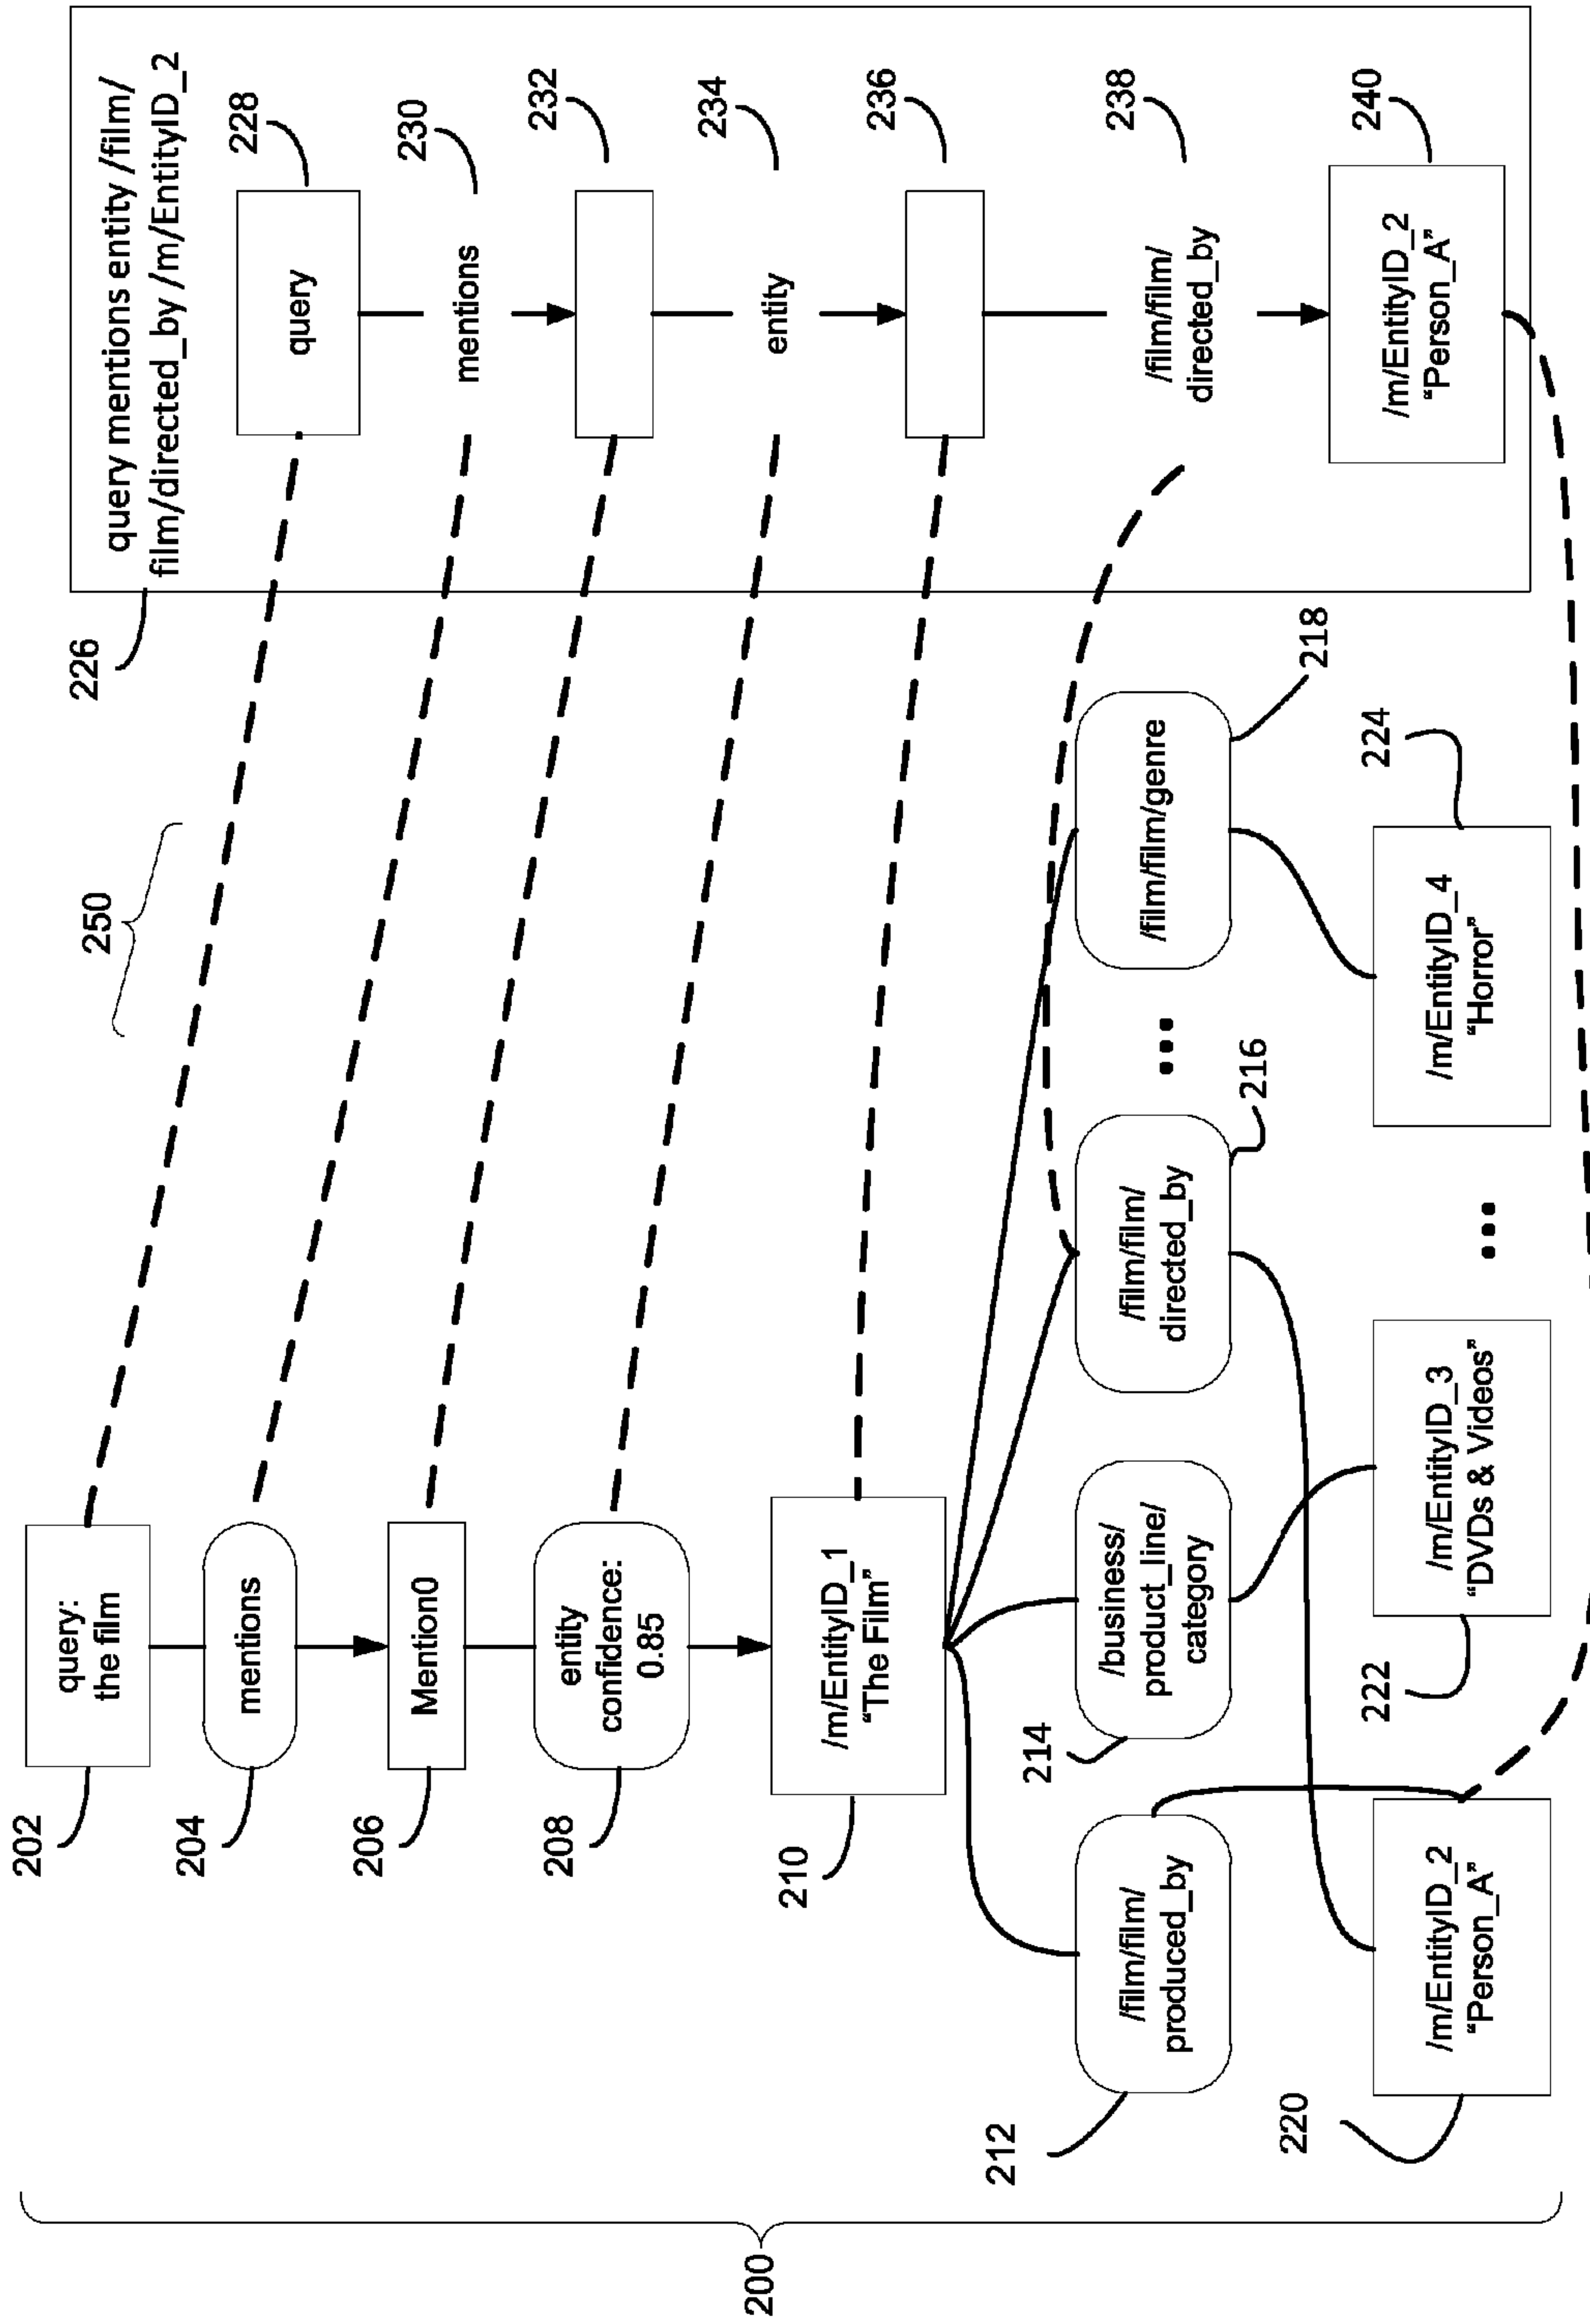 200
202
query:
the film
204
mentions
206
Mention0
208
entity
confidence:
0.85
210
/m/EntityID_1
“The Film”
212
/film/film/
produced_by
214
/business/
product_line/
category
/film/film/
directed_by
216
...
/film/film/genre
218
220
/m/EntityID_2
“Person_A”
222
/m/EntityID_3
“DVDs & Videos”
...
/m/EntityID_4
“Horror”
224
250
226
query mentions entity /film/
film/directed_by /m/EntityID_2
query
228
mentions
230
232
entity
234
236
/film/film/
directed_by
238
/m/EntityID_2
“Person_A”
240